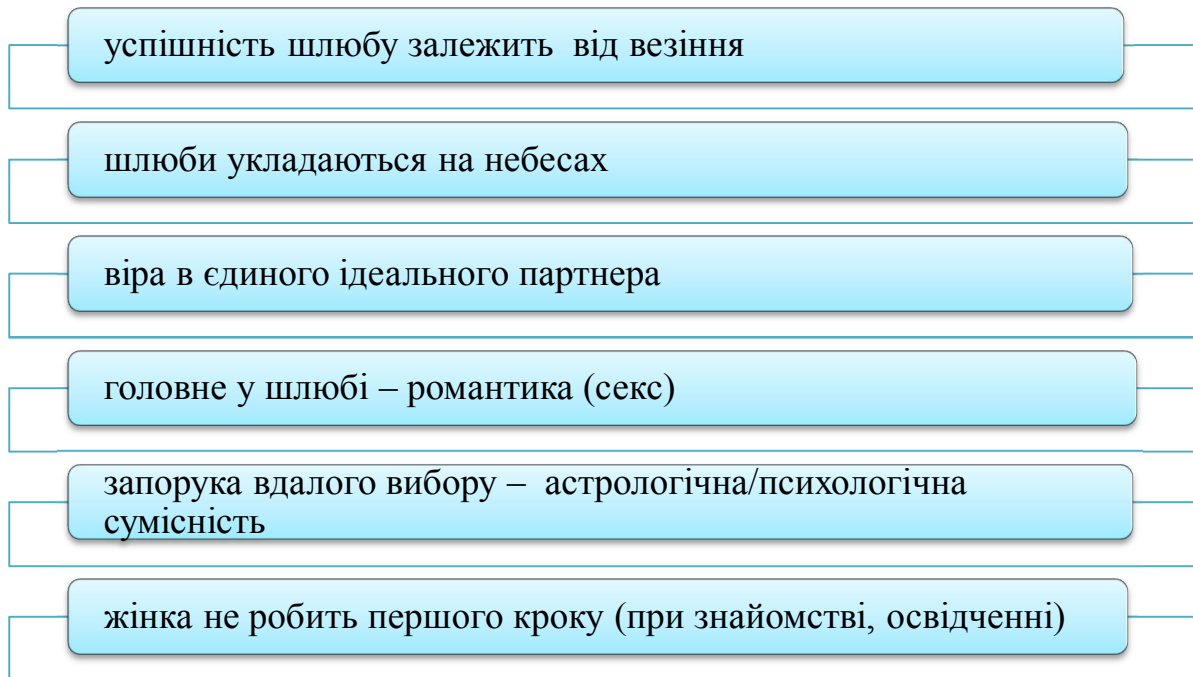 успішність шлюбу залежить від везіння
шлюби укладаються на небесах
віра в єдиного ідеального партнера
головне у шлюбі – романтика (секс)
запорука вдалого вибору – астрологічна/психологічна
сумісність
жінка не робить першого кроку (при знайомстві, освідченні)